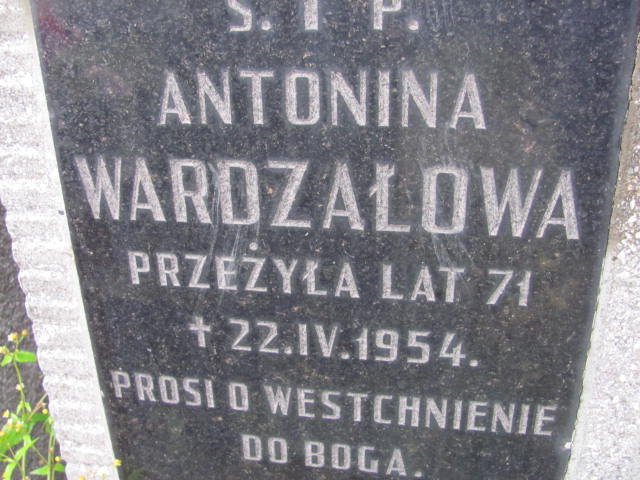 Ś. † P.
ANTONINA
WARDZAŁOWA
PRZEŻYŁA LAT 71
† 22.IV.1954.
PROSI O WESTCHNIENIE
DO BOGA.